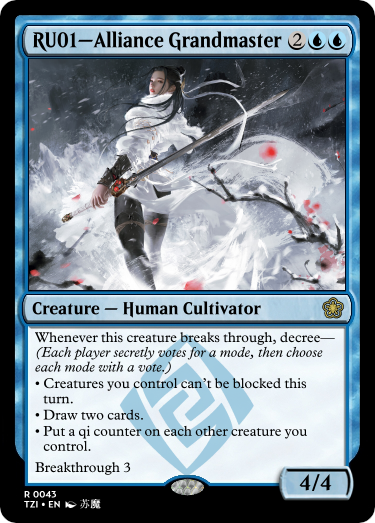 RU01—Alliance Grandmaster 2
Creature — Human Cultivator
Whenever this creature breaks through, decree—
(Each player secretly votes for a mode, then choose
each mode with a vote.)
• Creatures you control can't be blocked this
turn.
• Draw two cards.
• Put a qi counter on each other creature you
control.
Breakthrough 3
4/4
R 0043
TZI • EN 苏魔